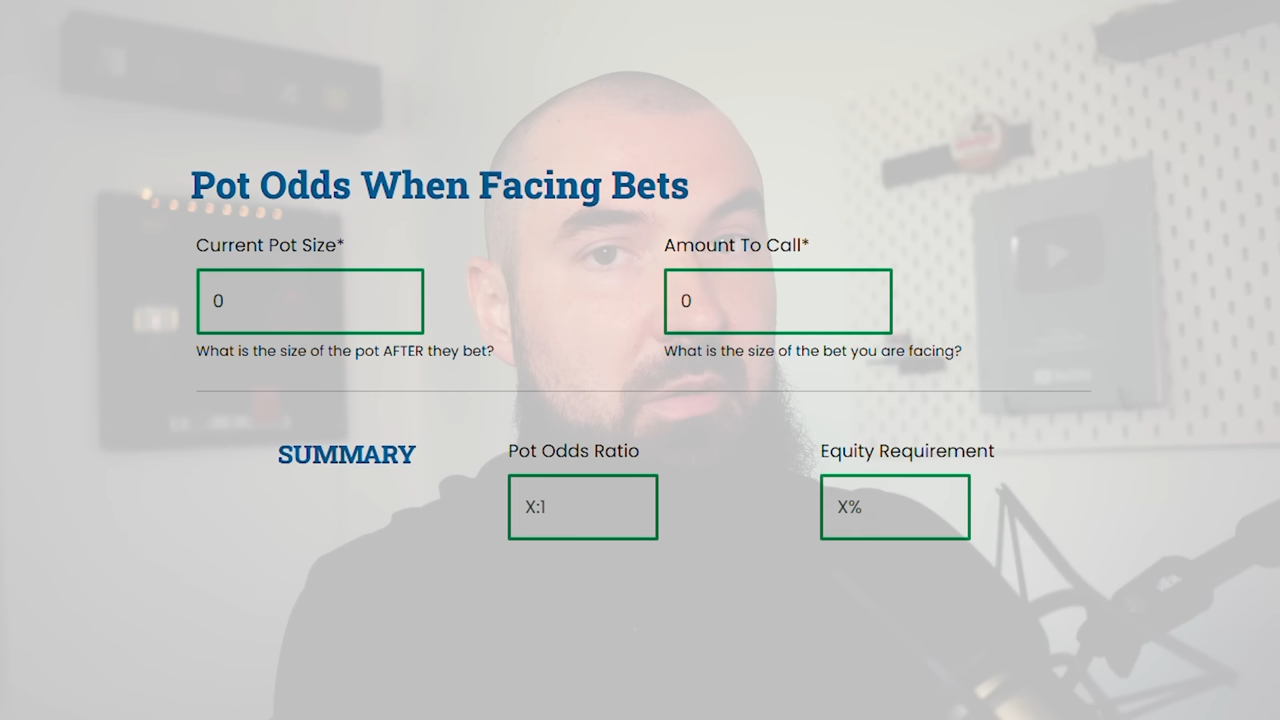 Pot Odds When Facing Bets
Current Pot Size* Amount To Call*
0 0
What is the size of the pot AFTER they bet? What is the size of the bet you are facing?
SUMMARY Pot Odds Ratio Equity Requirement
X:1 X%